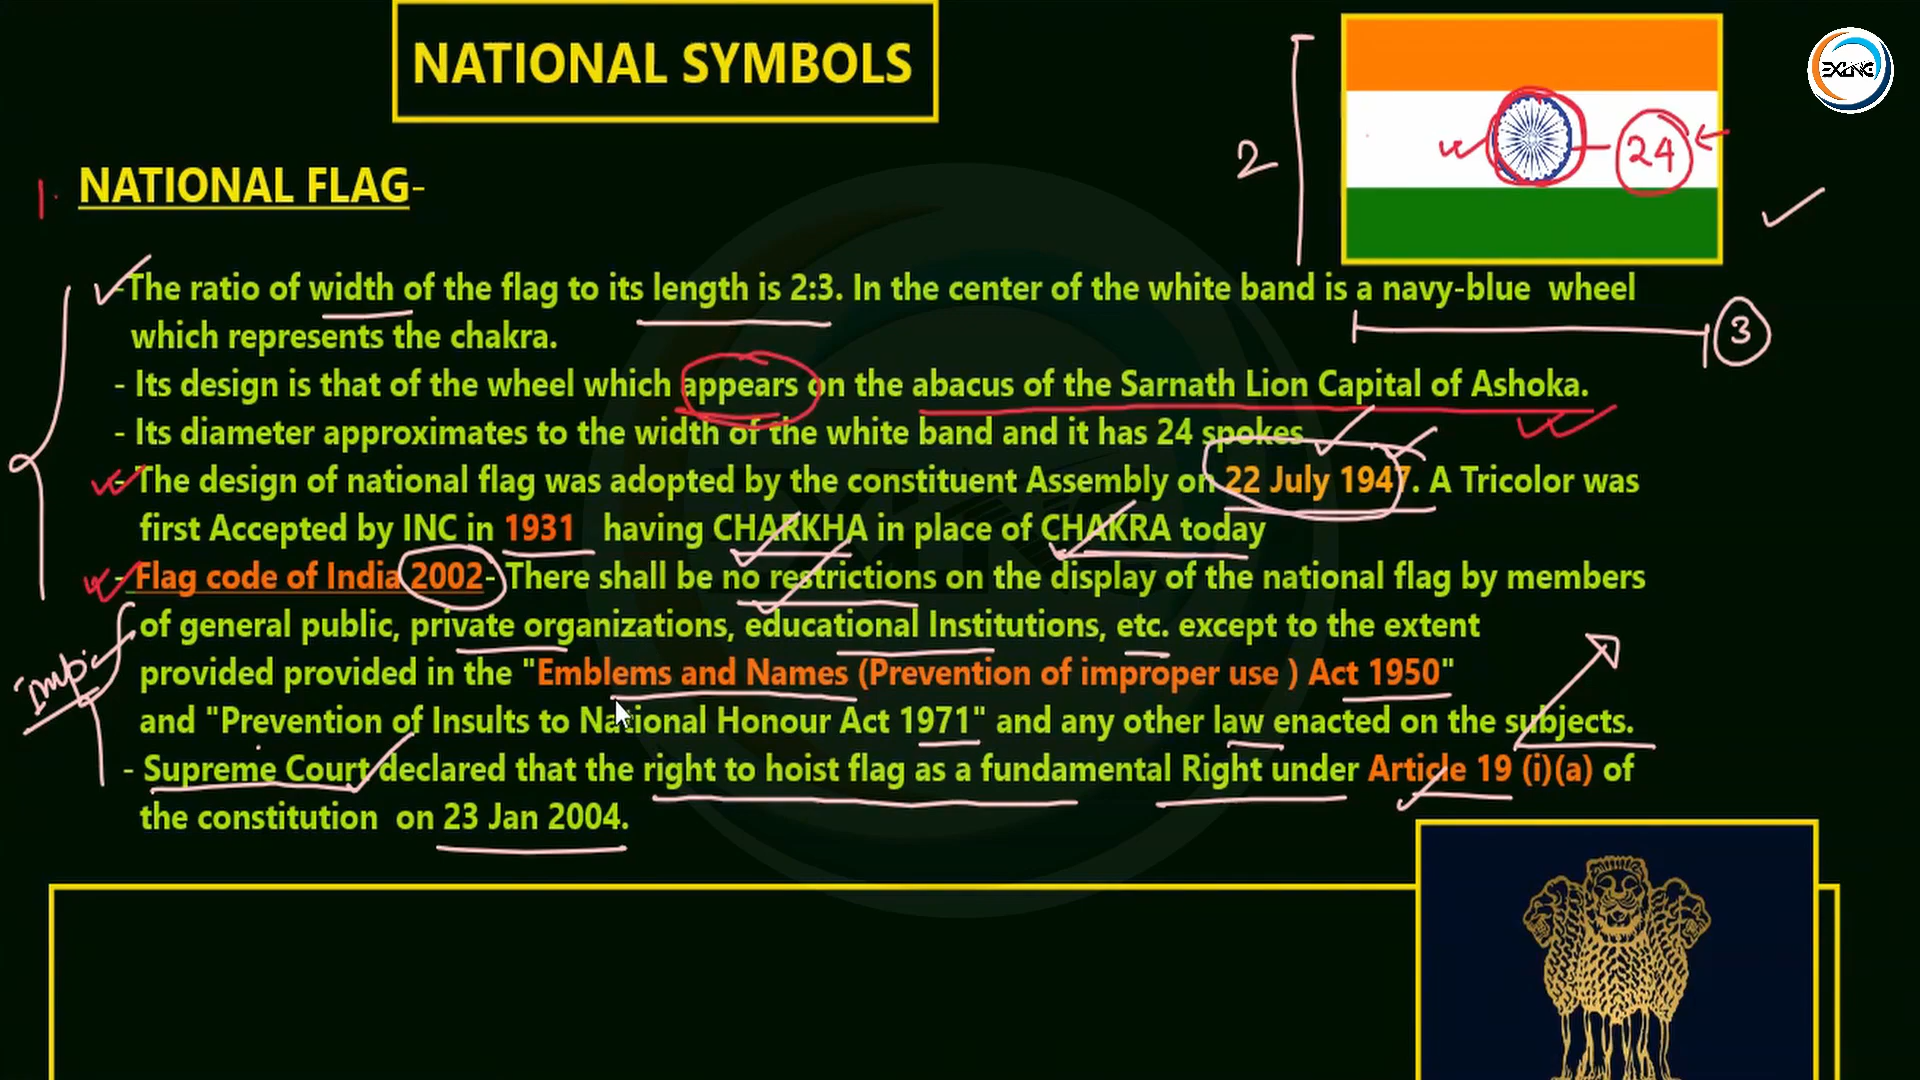 NATIONAL SYMBOLS
EXLNC
2
24
1. NATIONAL FLAG-
-The ratio of width of the flag to its length is 2:3. In the center of the white band is a navy-blue wheel
which represents the chakra.
3
- Its design is that of the wheel which appears on the abacus of the Sarnath Lion Capital of Ashoka.
- Its diameter approximates to the width of the white band and it has 24 spokes
- The design of national flag was adopted by the constituent Assembly on 22 July 1947. A Tricolor was
first Accepted by INC in 1931 having CHARKHA in place of CHAKRA today
- Flag code of India 2002- There shall be no restrictions on the display of the national flag by members
of general public, private organizations, educational Institutions, etc. except to the extent
imp
provided provided in the "Emblems and Names (Prevention of improper use ) Act 1950"
and "Prevention of Insults to National Honour Act 1971" and any other law enacted on the subjects.
- Supreme Court declared that the right to hoist flag as a fundamental Right under Article 19 (i)(a) of
the constitution on 23 Jan 2004.